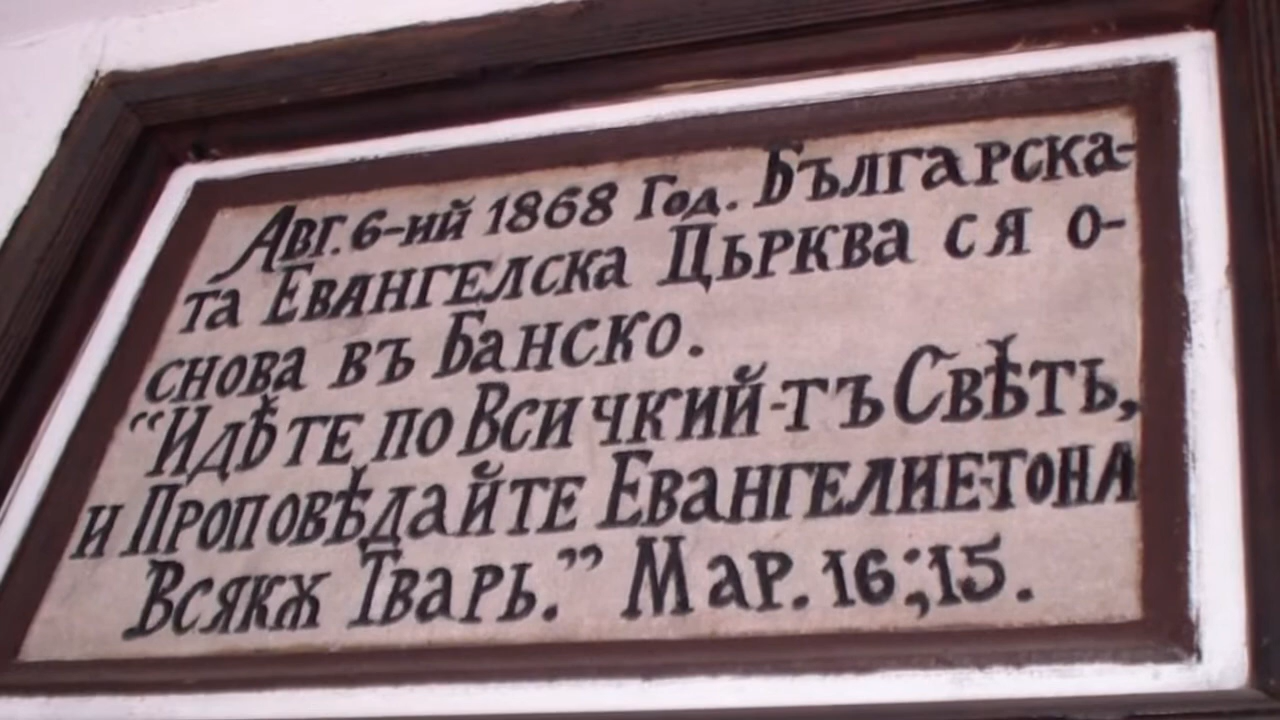 Авг. 6-ий 1868 Год. Българска-
та Евангелска Църква ся о-
снова въ Банско.
“Идѣте по Всичкий-тъ Свѣтъ,
и Проповѣдайте Евангелие-то на
Всякѫ Тварь.” Мар. 16;15.